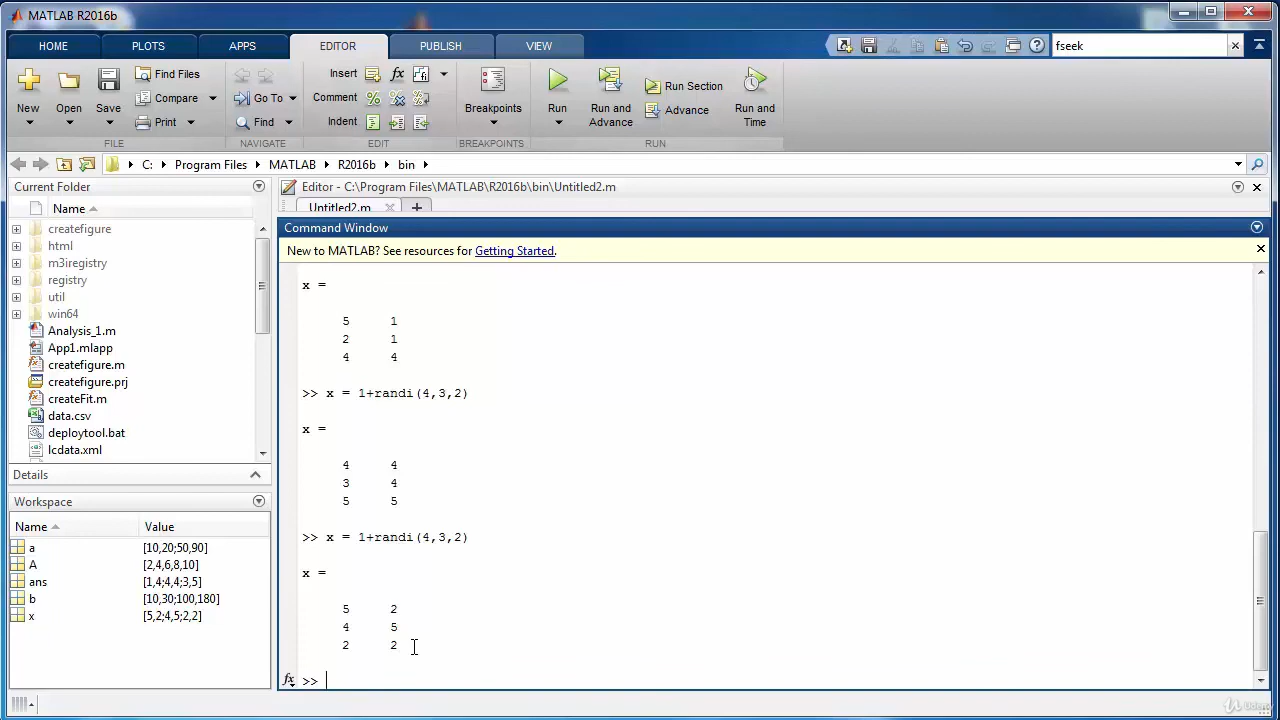 MATLAB R2016b
HOME PLOTS APPS EDITOR PUBLISH VIEW fseek
New Open Save Find Files Compare Print Go To Find Insert Comment Indent fx Breakpoints Run Run and Advance Run Section Advance Run and Time
FILE NAVIGATE EDIT BREAKPOINTS RUN
C: Program Files MATLAB R2016b bin
Current Folder
Name
createfigure
html
m3iregistry
registry
util
win64
Analysis_1.m
App1.mlapp
createfigure.m
createfigure.prj
createFit.m
data.csv
deploytool.bat
lcdata.xml
Details
Workspace
Name Value
a [10,20;50,90]
A [2,4,6,8,10]
ans [1,4;4,4;3,5]
b [10,30;100,180]
x [5,2;4,5;2,2]
Editor - C:\Program Files\MATLAB\R2016b\bin\Untitled2.m
Untitled2.m
Command Window
New to MATLAB? See resources for Getting Started.
x =
5 1
2 1
4 4
>> x = 1+randi(4,3,2)
x =
4 4
3 4
5 5
>> x = 1+randi(4,3,2)
x =
5 2
4 5
2 2
fx >>
Udemy